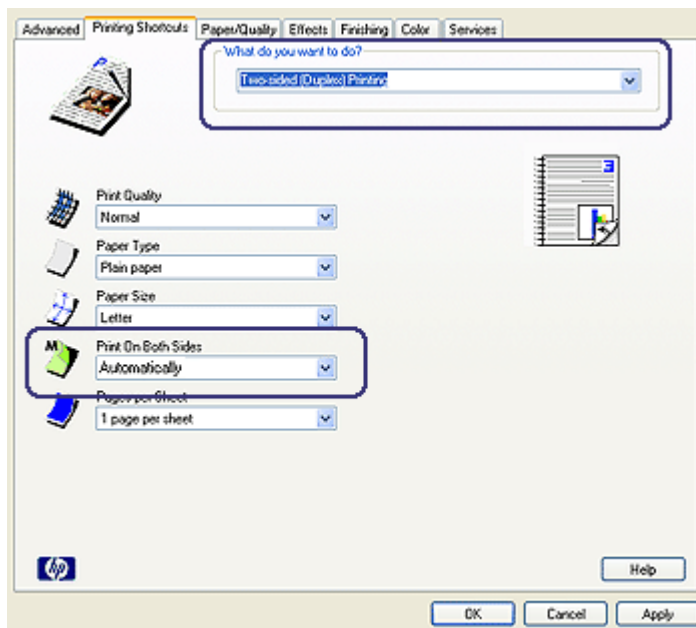 Advanced Printing Shortcuts Paper/Quality Effects Finishing Color Services
What do you want to do?
Two-sided (Duplex) Printing
3
Print Quality
Normal
Paper Type
Plain paper
Paper Size
Letter
M
Print On Both Sides
Automatically
Pages per Sheet
1 page per sheet
hp
Help
OK Cancel Apply